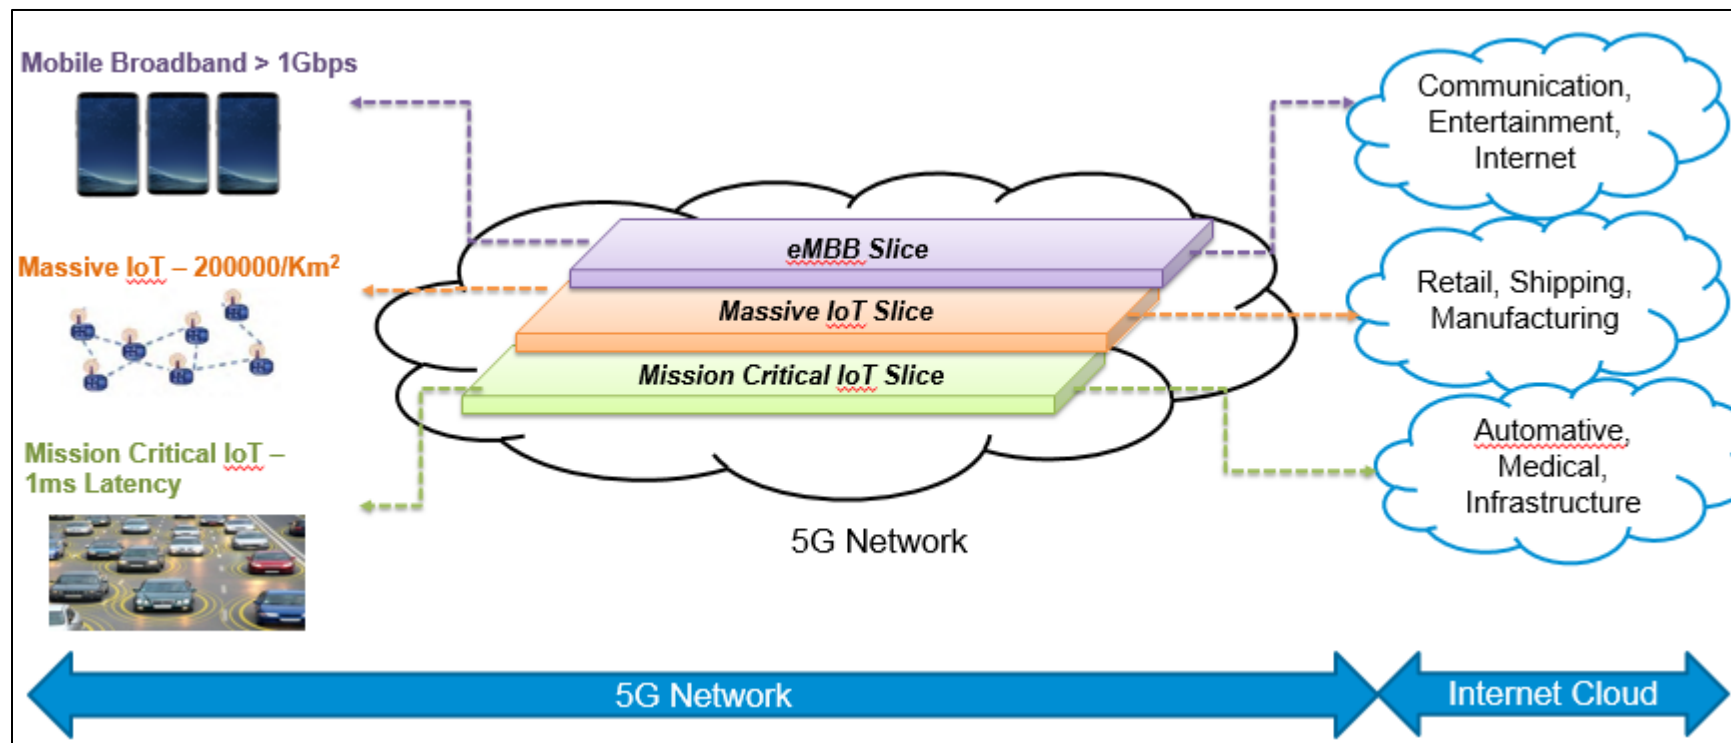 Mobile Broadband > 1Gbps
Massive IoT – 200000/Km²
Mission Critical IoT –
1ms Latency
eMBB Slice
Massive IoT Slice
Mission Critical IoT Slice
5G Network
Communication,
Entertainment,
Internet
Retail, Shipping,
Manufacturing
Automative,
Medical,
Infrastructure
5G Network
Internet Cloud